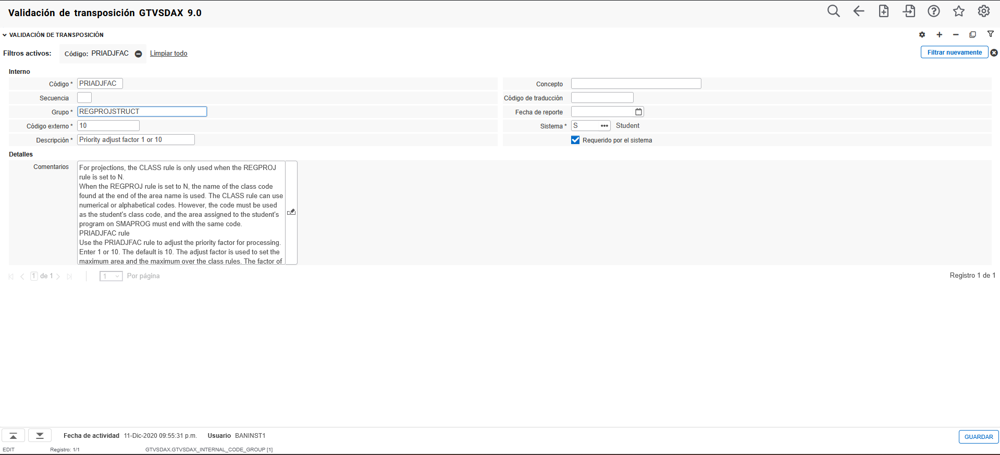 Validación de transposición GTVSDAX 9.0
VALIDACIÓN DE TRANSPOSICIÓN
Filtros activos: Código: PRIADJFAC Limpiar todo Filtrar nuevamente
Interno
Código * PRIADJFAC Concepto
Secuencia Código de traducción
Grupo * REGPROJSTRUCT Fecha de reporte
Código externo * 10 Sistema * S ••• Student
Descripción * Priority adjust factor 1 or 10 Requerido por el sistema
Detalles
Comentarios For projections, the CLASS rule is only used when the REGPROJ
rule is set to N.
When the REGPROJ rule is set to N, the name of the class code
found at the end of the area name is used. The CLASS rule can use
numerical or alphabetical codes. However, the code must be used
as the student's class code, and the area assigned to the student's
program on SMAPROG must end with the same code.
PRIADJFAC rule
Use the PRIADJFAC rule to adjust the priority factor for processing.
Enter 1 or 10. The default is 10. The adjust factor is used to set the
maximum area and the maximum over the class rules. The factor of
1 de 1 1 Por página Registro 1 de 1
Fecha de actividad 11-Dic-2020 09:55:31 p.m. Usuario BANINST1 GUARDAR
EDIT Registro: 1/1 GTVSDAX.GTVSDAX_INTERNAL_CODE_GROUP [1]